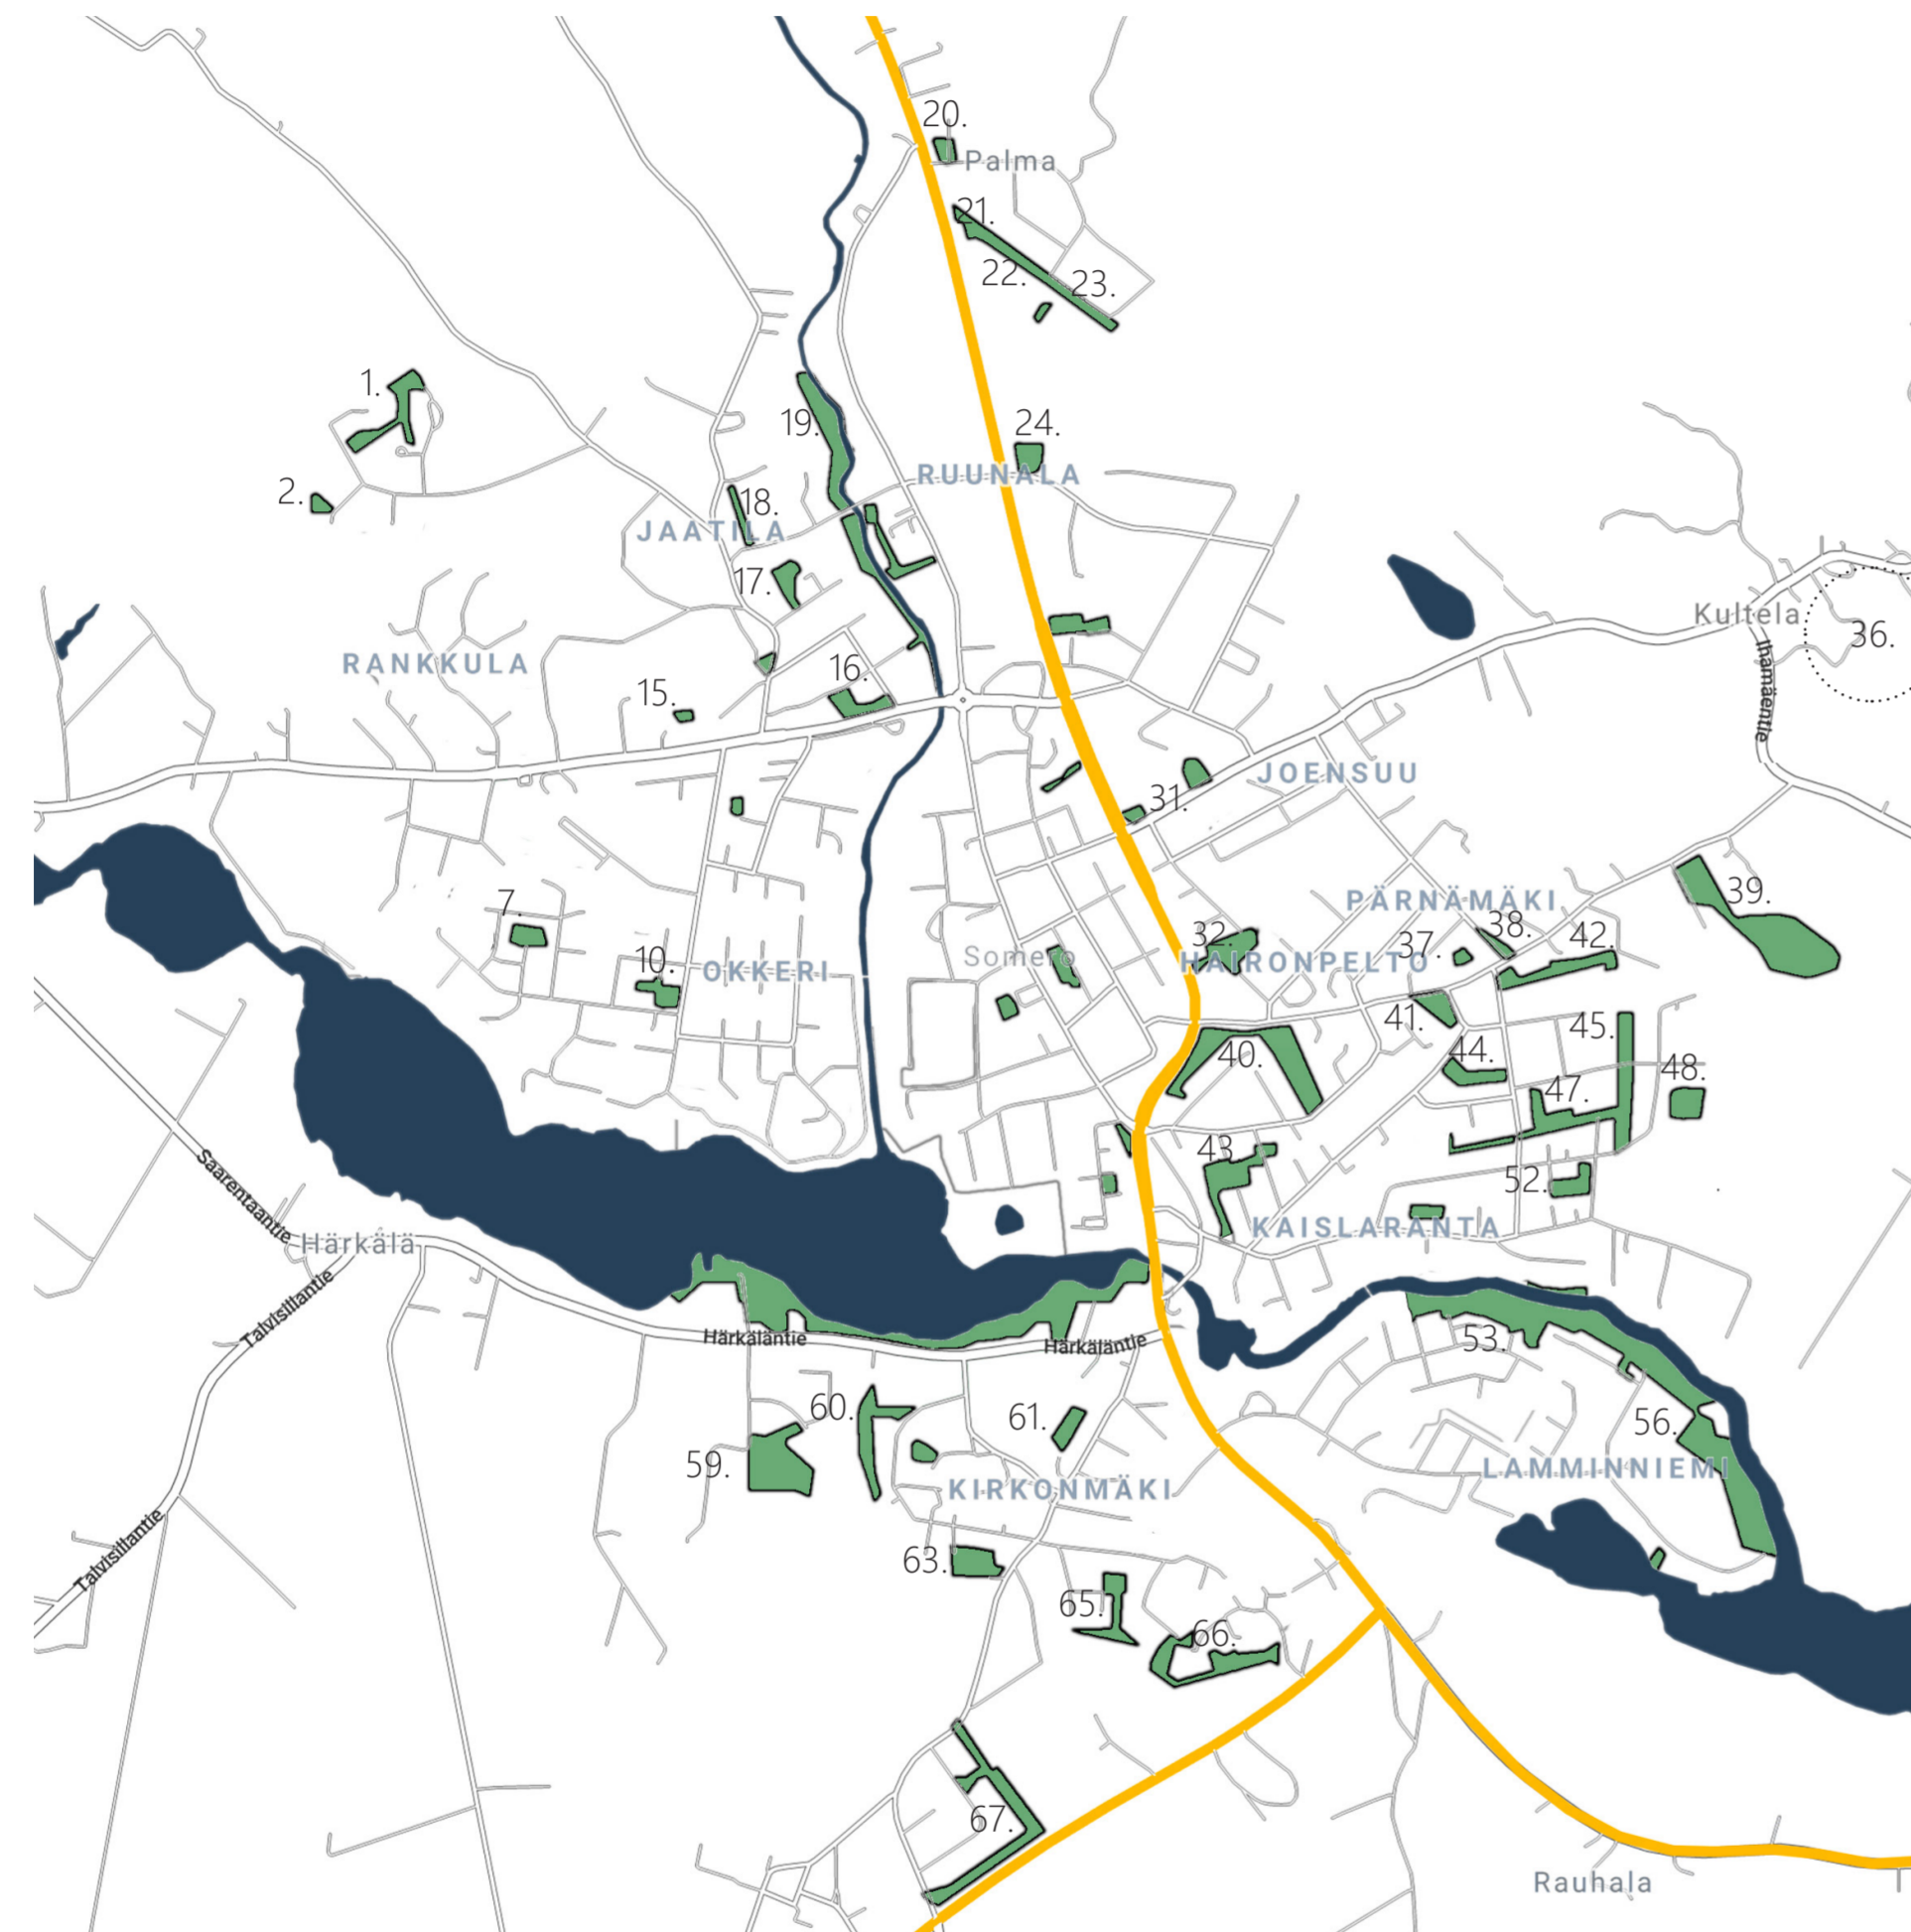 20.
Palma
21.
22.
23.
1.
19.
24.
RUUNALA
2.
18.
JAATILA
17.
Kultela
36.
RANKKULA
16.
15.
Ihamäentie
JOENSUU
31.
7.
PÄRNÄMÄKI
39.
32.
38.
42.
37.
Somero
HAIRONPELTO
10.
OKKERI
41.
45.
40.
44.
48.
47.
43.
52.
Saarentaantie
Härkälä
KAISLARANTA
Talvisillantie
Härkäläntie
Härkäläntie
53.
60.
61.
56.
59.
LAMMINNIEMI
KIRKONMÄKI
Talvisillantie
63.
65.
66.
67.
Rauhala